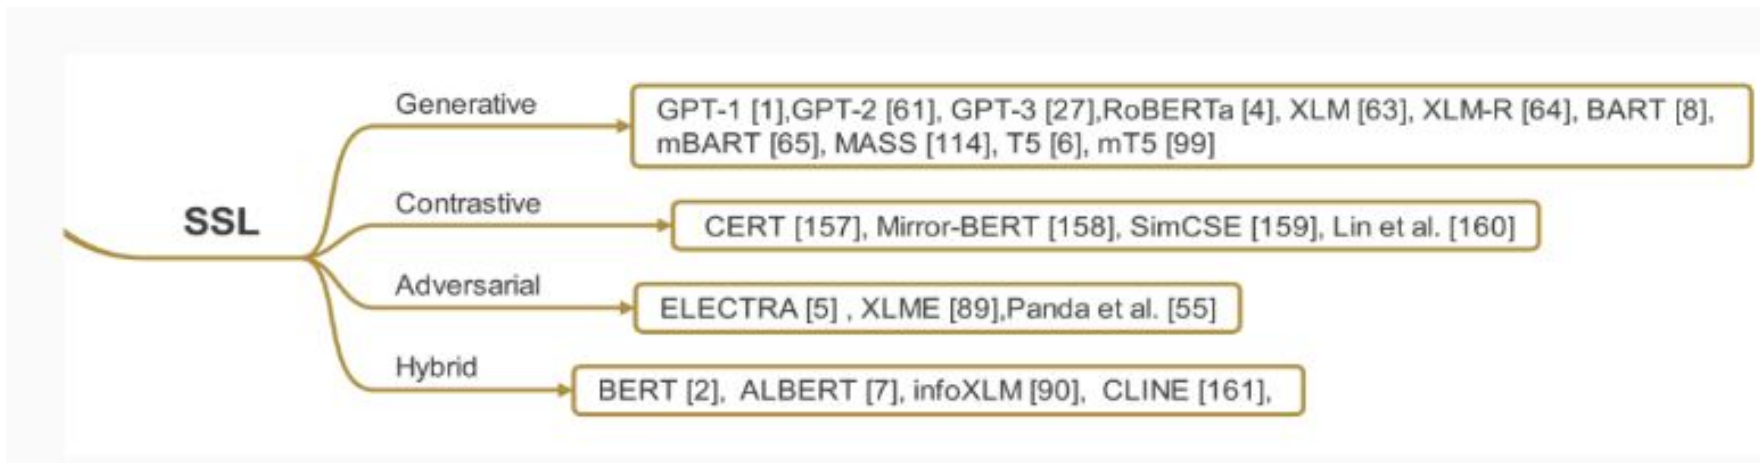 SSL
Generative
GPT-1 [1],GPT-2 [61], GPT-3 [27],RoBERTa [4], XLM [63], XLM-R [64], BART [8],
mBART [65], MASS [114], T5 [6], mT5 [99]
Contrastive
CERT [157], Mirror-BERT [158], SimCSE [159], Lin et al. [160]
Adversarial
ELECTRA [5] , XLME [89],Panda et al. [55]
Hybrid
BERT [2],  ALBERT [7], infoXLM [90],  CLINE [161],